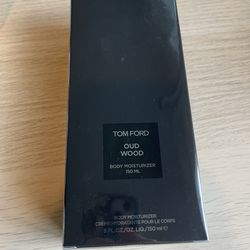 TOM FORD
OUD
WOOD
BODY MOISTURIZER
150 ML
BODY MOISTURIZER
CRÈME HYDRATANTE POUR LE CORPS
5 FL.OZ./OZ. LIQ./150 ml ℮